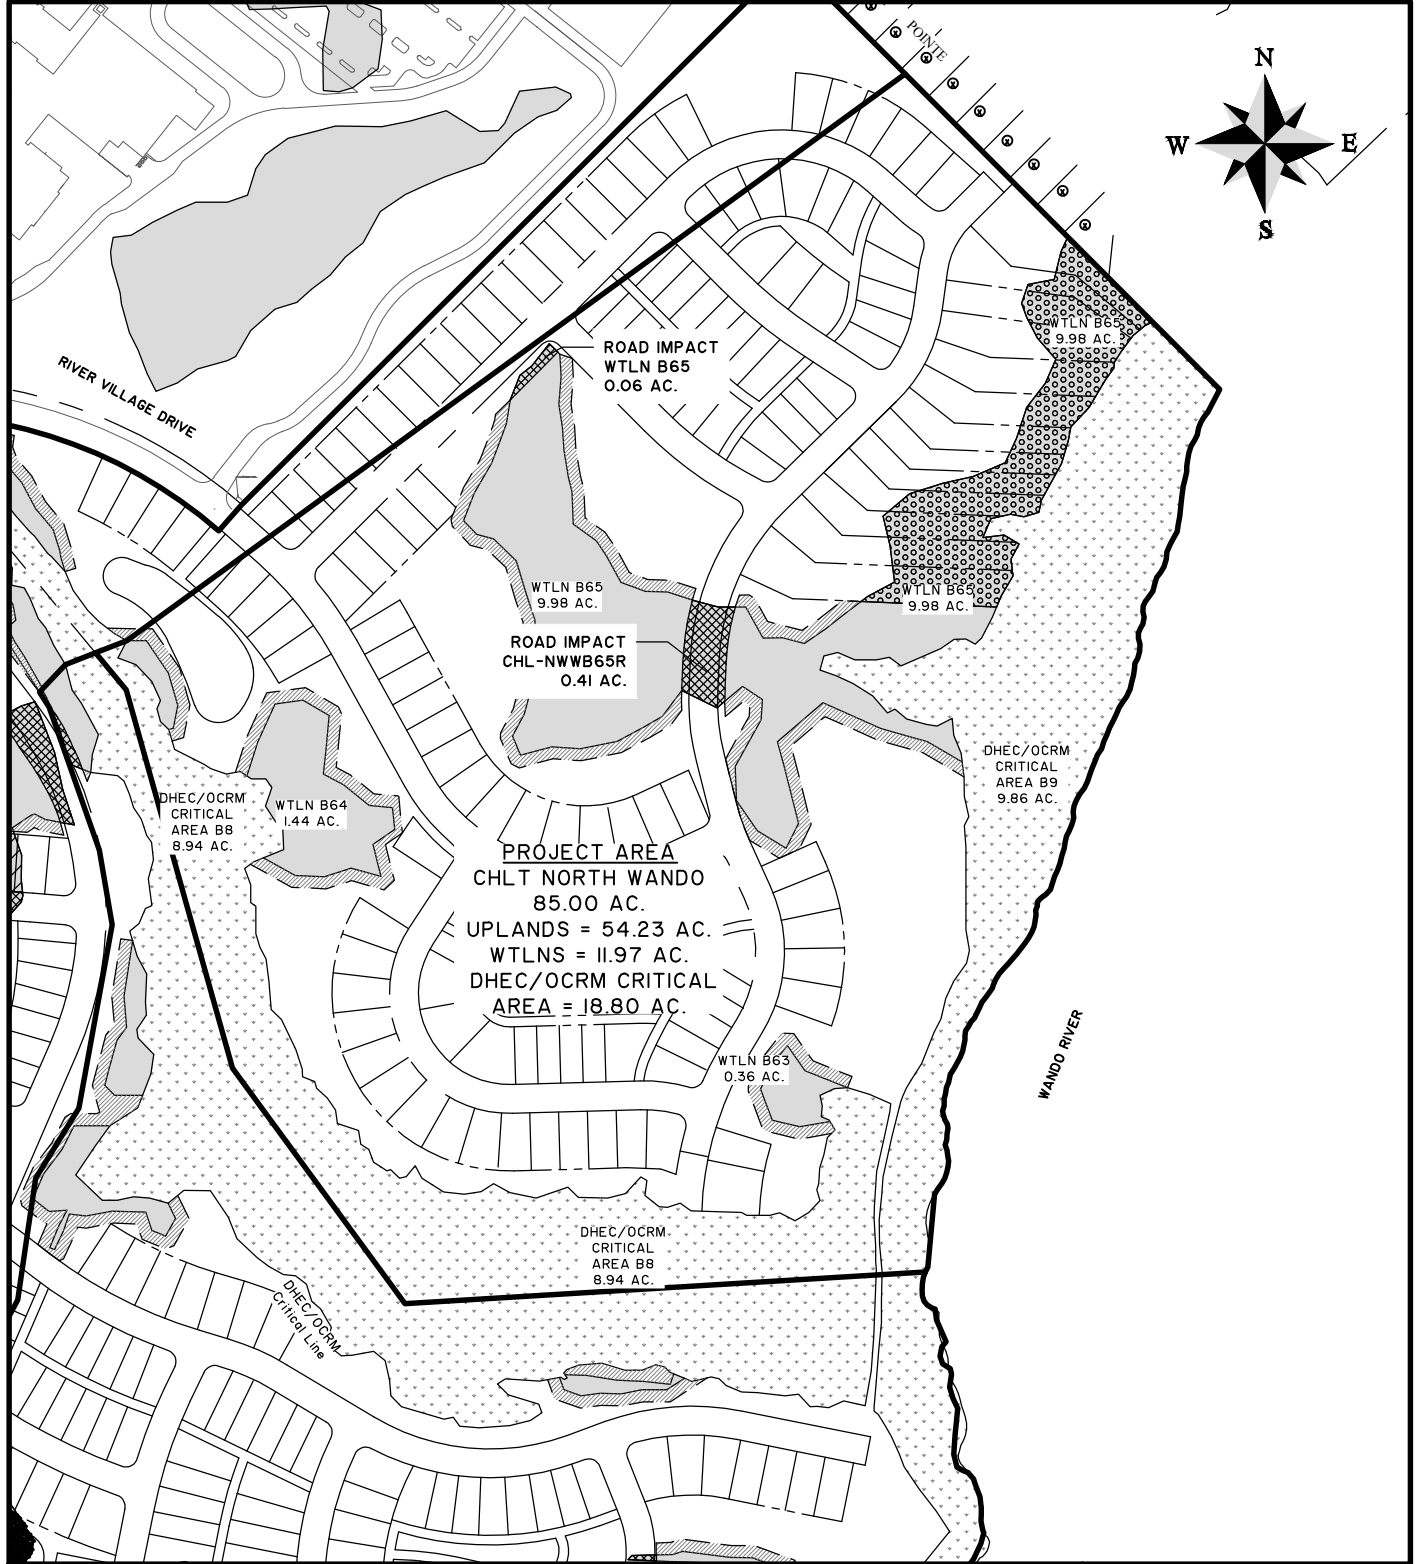 POINTE
N
W
E
S
RIVER VILLAGE DRIVE
ROAD IMPACT
WTLN B65
0.06 AC.
WTLN B65
9.98 AC.
WTLN B65
9.98 AC.
WTLN B65
9.98 AC.
ROAD IMPACT
CHL-NWWB65R
0.41 AC.
DHEC/OCRM
CRITICAL
AREA B9
9.86 AC.
DHEC/OCRM
CRITICAL
AREA B8
8.94 AC.
WTLN B64
1.44 AC.
PROJECT AREA
CHLT NORTH WANDO
85.00 AC.
UPLANDS = 54.23 AC.
WTLNS = 11.97 AC.
DHEC/OCRM CRITICAL
AREA = 18.80 AC.
WTLN B63
0.36 AC.
WANDO RIVER
DHEC/OCRM
CRITICAL
AREA B8
8.94 AC.
DHEC/OCRM
Critical Line